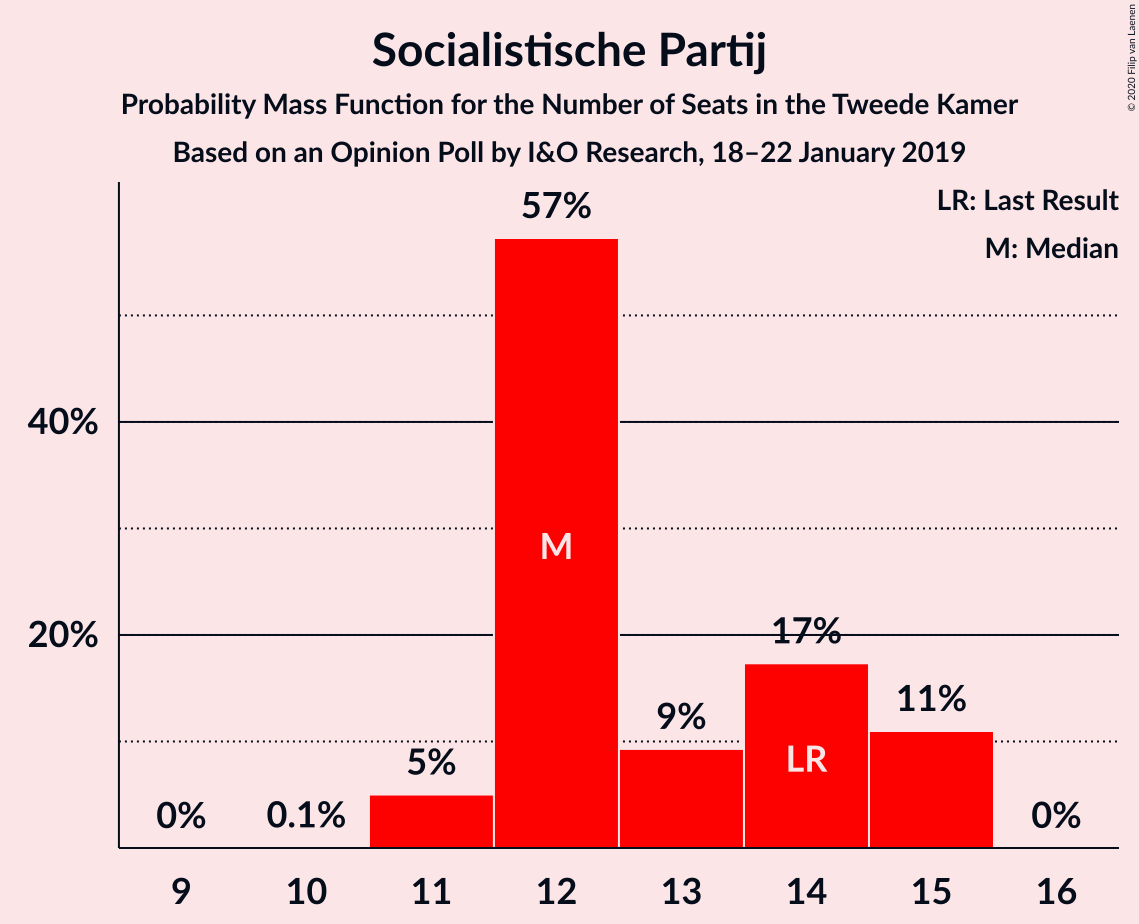 © 2020 Filip van Laenen
Socialistische Partij
Probability Mass Function for the Number of Seats in the Tweede Kamer
Based on an Opinion Poll by I&O Research, 18–22 January 2019
LR: Last Result
M: Median
57%
40%
M
20%
17%
11%
9%
5%
LR
0%
0.1%
0%
9 10 11 12 13 14 15 16